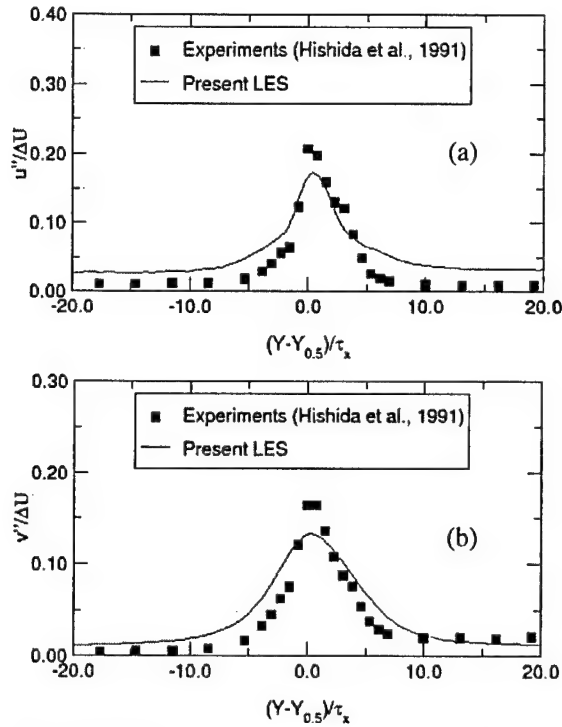 0.40
Experiments (Hishida et al., 1991)
Present LES
0.30
(a)
0.20
u''/ΔU
0.10
0.00
-20.0 -10.0 0.0 10.0 20.0
(Y-Y0.5)/τx
0.30
Experiments (Hishida et al., 1991)
Present LES
0.20
(b)
v''/ΔU
0.10
0.00
-20.0 -10.0 0.0 10.0 20.0
(Y-Y0.5)/τx